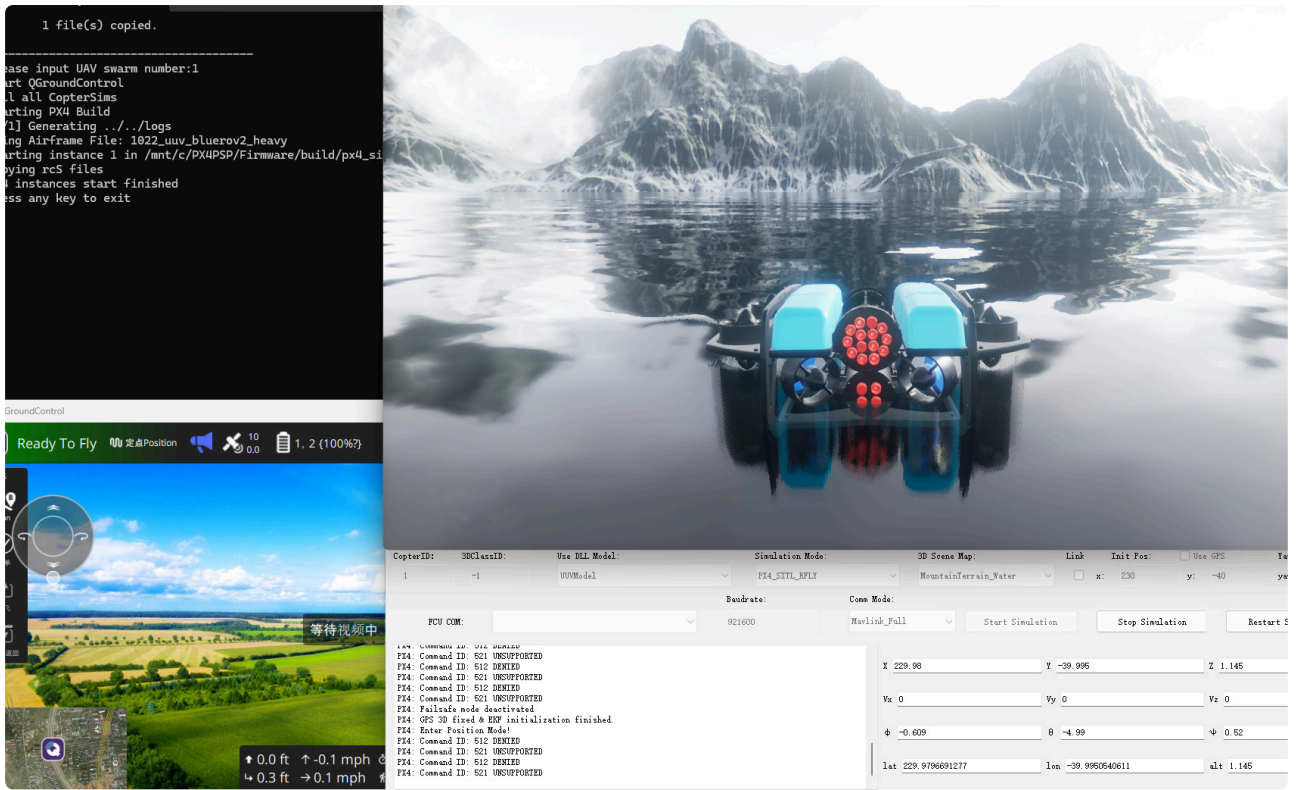 1 file(s) copied.
ease input UAV swarm number:1
art QGroundControl
ll all CopterSims
arting PX4 Build
/1] Generating ../../logs
ing Airframe File: 1022_uuv_bluerov2_heavy
arting instance 1 in /mnt/c/PX4PSP/Firmware/build/px4_si
pying rcS files
4 instances start finished
ess any key to exit
GroundControl
Ready To Fly 定点Position 10 0.0 1, 2 {100%?}
等待视频中
0.0 ft -0.1 mph
0.3 ft 0.1 mph
CopterID: 3DClassID: Use DLL Model: Simulation Mode: 3D Scene Map: Link Init Pos: Use GPS Ya
1 -1 UUVModel PX4_SITL_RFLY MountainTerrain_Water x: 230 y: -40 ya
Baudrate: Comm Mode:
FCU COM: 921600 Mavlink_Full Start Simulation Stop Simulation Restart S
PX4: Command ID: 512 DENIED
PX4: Command ID: 521 UNSUPPORTED
PX4: Command ID: 512 DENIED
PX4: Command ID: 521 UNSUPPORTED
PX4: Command ID: 512 DENIED
PX4: Command ID: 521 UNSUPPORTED
PX4: Failsafe mode deactivated
PX4: GPS 3D fixed & EKF initialization finished.
PX4: Enter Position Mode!
PX4: Command ID: 512 DENIED
PX4: Command ID: 521 UNSUPPORTED
PX4: Command ID: 512 DENIED
PX4: Command ID: 521 UNSUPPORTED
X 229.98 Y -39.995 Z 1.145
Vx 0 Vy 0 Vz 0
ϕ -0.609 θ -4.99 ψ 0.52
lat 229.9796691277 lon -39.9950540611 alt 1.145